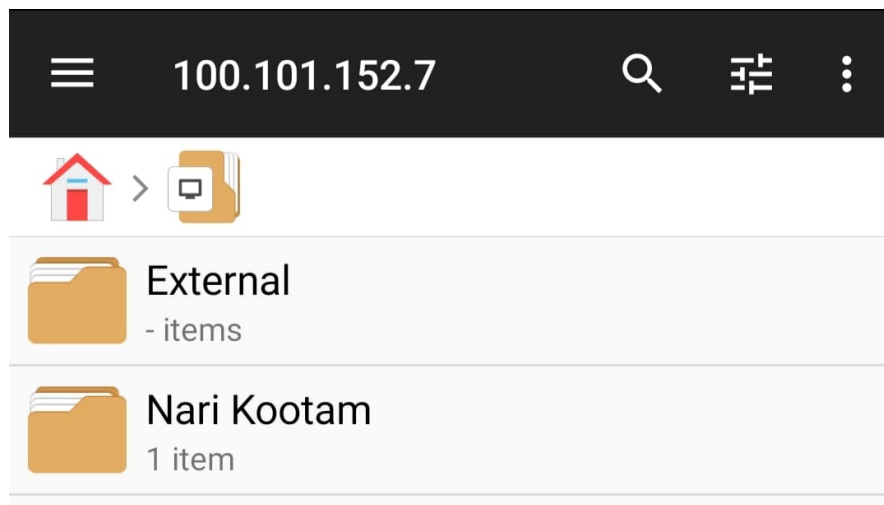 100.101.152.7
External
- items
Nari Kootam
1 item